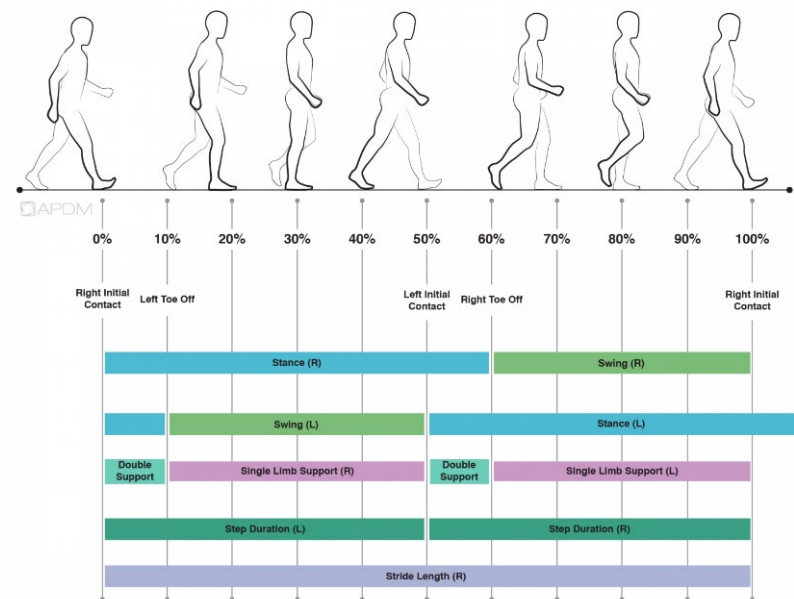 APDM
0% 10% 20% 30% 40% 50% 60% 70% 80% 90% 100%
Right Initial
Contact
Left Toe Off
Left Initial
Contact
Right Toe Off
Right Initial
Contact
Stance (R)
Swing (R)
Swing (L)
Stance (L)
Double
Support
Single Limb Support (R)
Double
Support
Single Limb Support (L)
Step Duration (L)
Step Duration (R)
Stride Length (R)